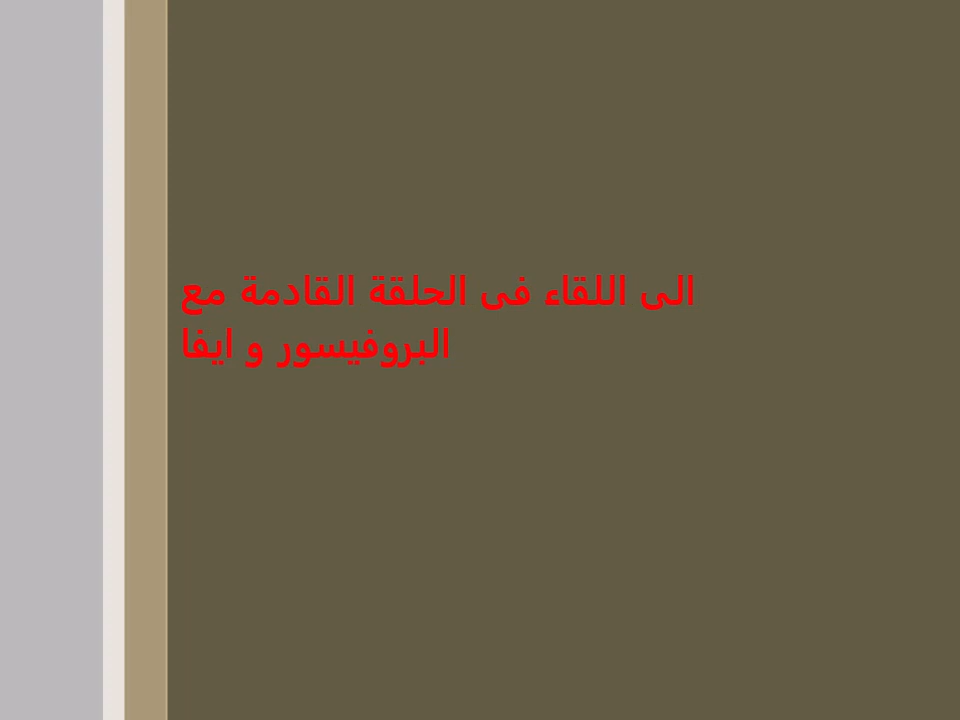 الى اللقاء فى الحلقة القادمة مع
البروفيسور و ايفا